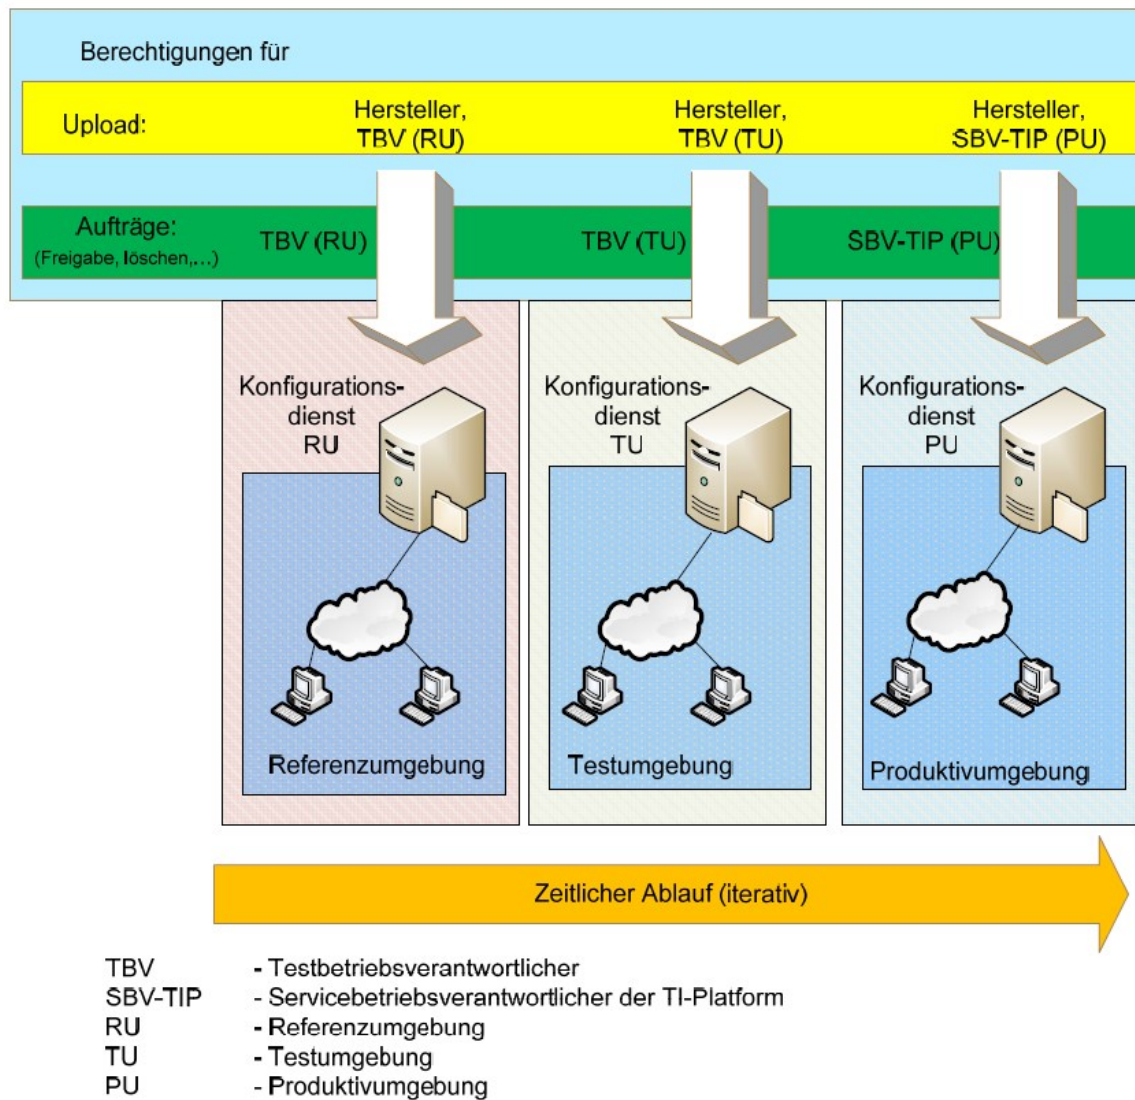 Berechtigungen für
Upload:
Hersteller,
TBV (RU)
Hersteller,
TBV (TU)
Hersteller,
SBV-TIP (PU)
Aufträge:
(Freigabe, löschen,...)
TBV (RU)
TBV (TU)
SBV-TIP (PU)
Konfigurations-
dienst
RU
Konfigurations-
dienst
TU
Konfigurations-
dienst
PU
Referenzumgebung
Testumgebung
Produktivumgebung
Zeitlicher Ablauf (iterativ)
TBV - Testbetriebsverantwortlicher
SBV-TIP - Servicebetriebsverantwortlicher der TI-Platform
RU - Referenzumgebung
TU - Testumgebung
PU - Produktivumgebung